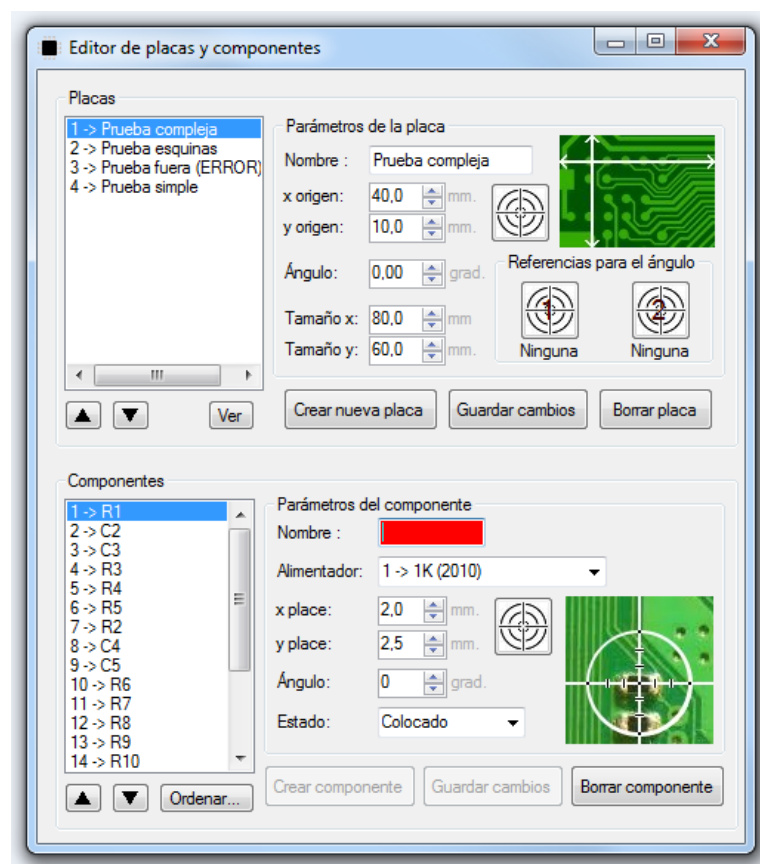 Editor de placas y componentes
Placas
1 -> Prueba compleja
2 -> Prueba esquinas
3 -> Prueba fuera (ERROR)
4 -> Prueba simple
Ver
Parámetros de la placa
Nombre : Prueba compleja
x origen: 40,0 mm.
y origen: 10,0 mm.
Ángulo: 0,00 grad.
Tamaño x: 80,0 mm
Tamaño y: 60,0 mm.
Referencias para el ángulo
1 2
Ninguna Ninguna
Crear nueva placa Guardar cambios Borrar placa
Componentes
1 -> R1
2 -> C2
3 -> C3
4 -> R3
5 -> R4
6 -> R5
7 -> R2
8 -> C4
9 -> C5
10 -> R6
11 -> R7
12 -> R8
13 -> R9
14 -> R10
Ordenar...
Parámetros del componente
Nombre :
Alimentador: 1 -> 1K (2010)
x place: 2,0 mm.
y place: 2,5 mm.
Ángulo: 0 grad.
Estado: Colocado
Crear componente Guardar cambios Borrar componente